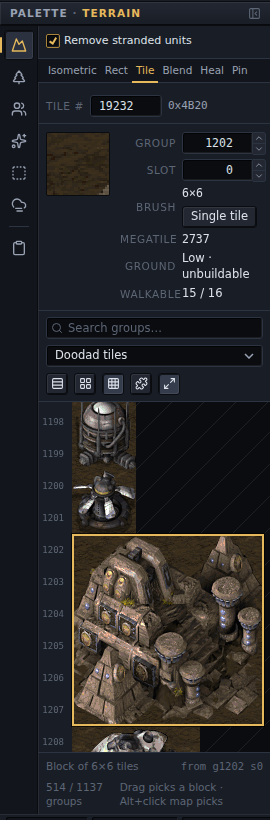 PALETTE · TERRAIN
Remove stranded units
Isometric Rect Tile Blend Heal Pin
TILE # 19232 0x4B20
GROUP 1202
SLOT 0
BRUSH 6×6
Single tile
MEGATILE 2737
GROUND Low · unbuildable
WALKABLE 15 / 16
Search groups...
Doodad tiles
1198
1199
1200
1201
1202
1203
1204
1205
1206
1207
1208
Block of 6×6 tiles from g1202 s0
514 / 1137 groups
Drag picks a block · Alt+click map picks